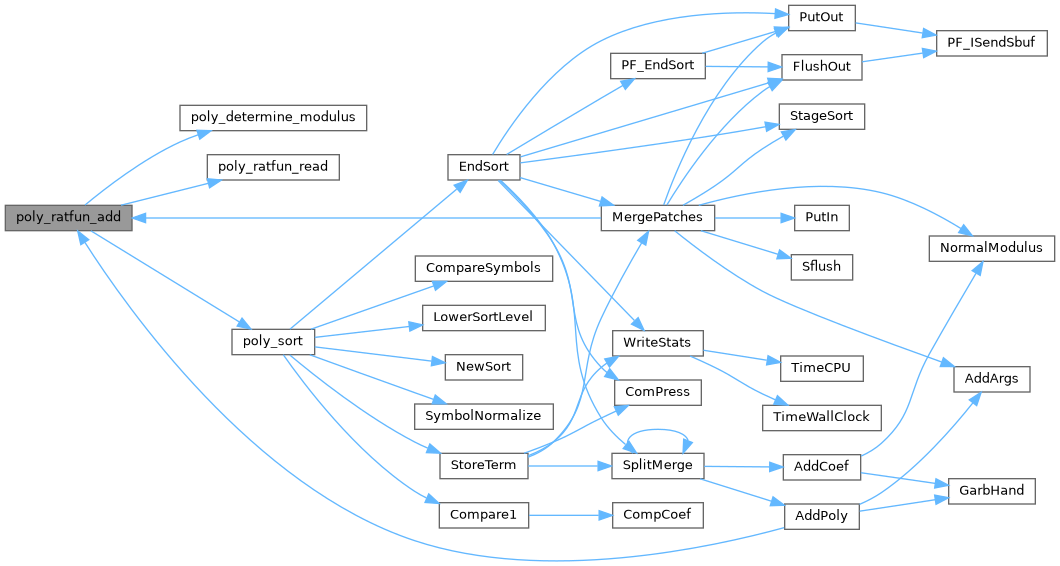 poly_ratfun_add
poly_determine_modulus
poly_ratfun_read
poly_sort
EndSort
CompareSymbols
LowerSortLevel
NewSort
SymbolNormalize
StoreTerm
Compare1
PF_EndSort
MergePatches
WriteStats
ComPress
SplitMerge
CompCoef
PutOut
FlushOut
StageSort
PutIn
Sflush
TimeCPU
TimeWallClock
AddCoef
AddPoly
PF_ISendSbuf
NormalModulus
AddArgs
GarbHand